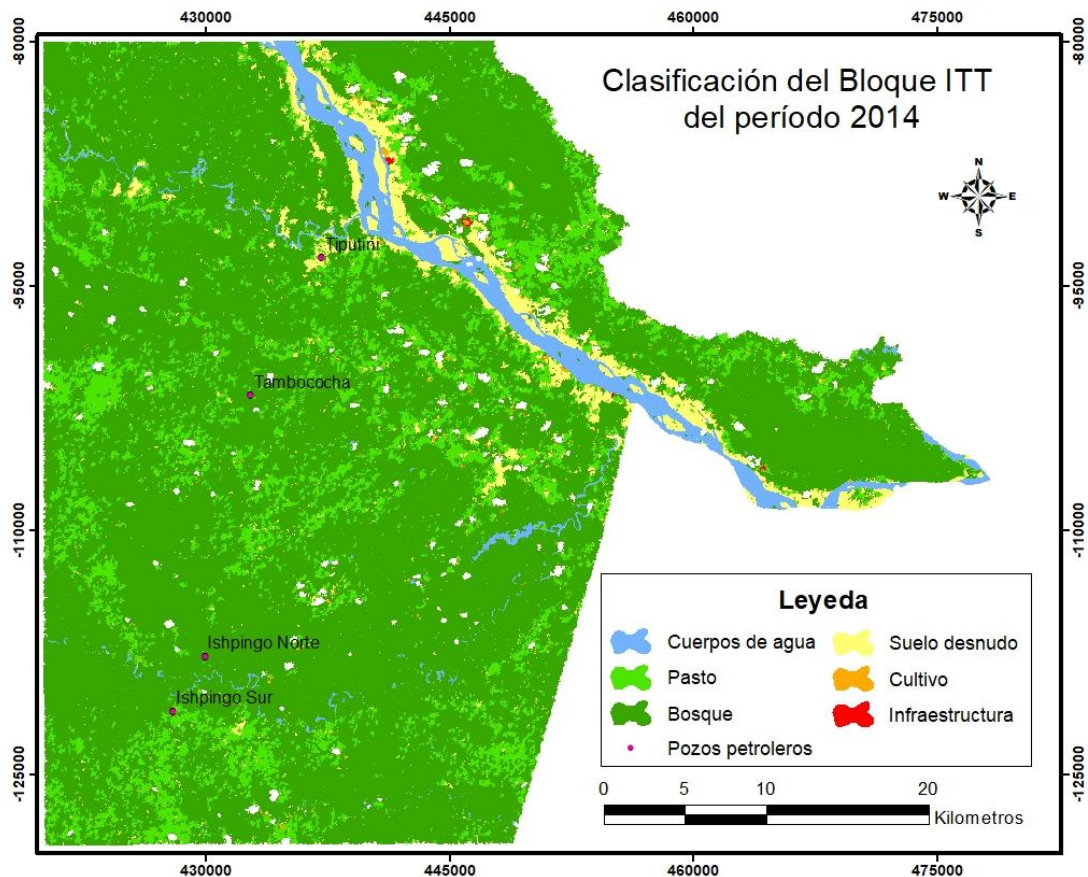 430000 445000 460000 475000
-80000 -80000
Clasificación del Bloque ITT
del período 2014
N
W E
S
Tiputini
-95000 -95000
Tambococha
-110000 -110000
Leyeda
Cuerpos de agua Suelo desnudo
Pasto Cultivo
Bosque Infraestructura
Pozos petroleros
Ishpingo Norte
Ishpingo Sur
-125000 -125000
0 5 10 20
Kilometros
430000 445000 460000 475000